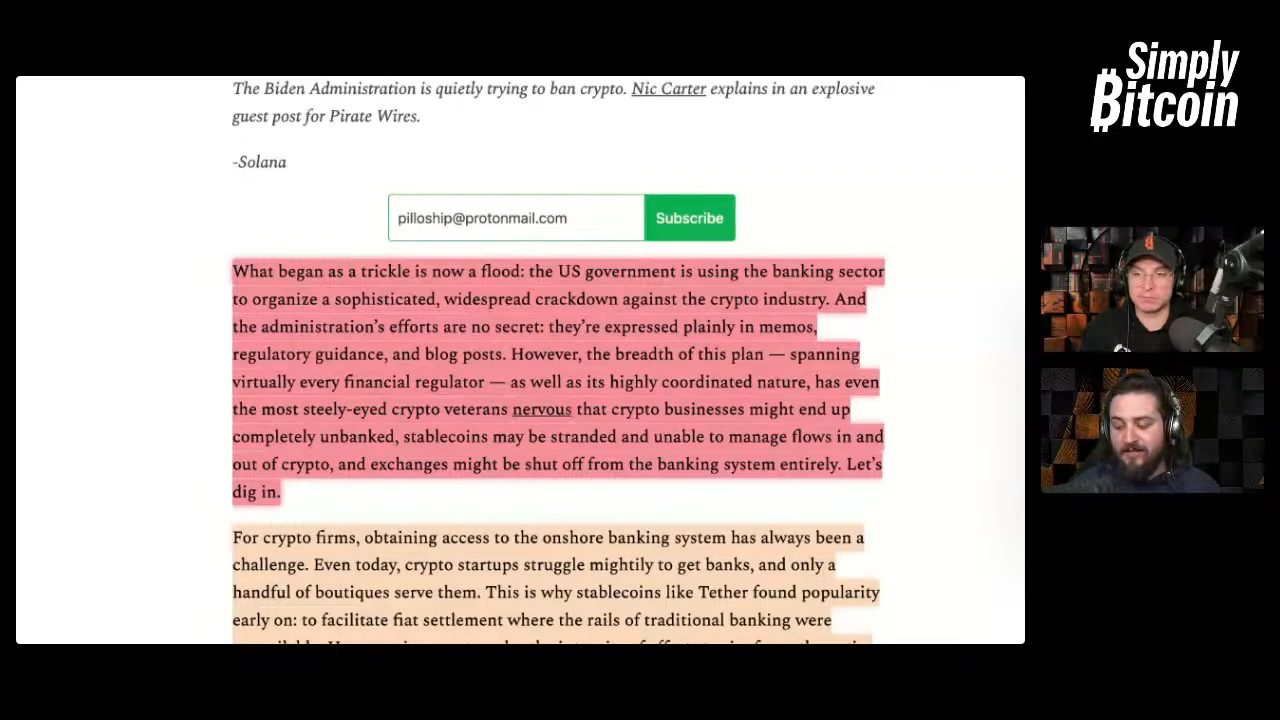 The Biden Administration is quietly trying to ban crypto. Nic Carter explains in an explosive
guest post for Pirate Wires.
-Solana
pilloship@protonmail.com
Subscribe
What began as a trickle is now a flood: the US government is using the banking sector
to organize a sophisticated, widespread crackdown against the crypto industry. And
the administration’s efforts are no secret: they’re expressed plainly in memos,
regulatory guidance, and blog posts. However, the breadth of this plan — spanning
virtually every financial regulator — as well as its highly coordinated nature, has even
the most steely-eyed crypto veterans nervous that crypto businesses might end up
completely unbanked, stablecoins may be stranded and unable to manage flows in and
out of crypto, and exchanges might be shut off from the banking system entirely. Let’s
dig in.
For crypto firms, obtaining access to the onshore banking system has always been a
challenge. Even today, crypto startups struggle mightily to get banks, and only a
handful of boutiques serve them. This is why stablecoins like Tether found popularity
early on: to facilitate fiat settlement where the rails of traditional banking were
Simply
Bitcoin